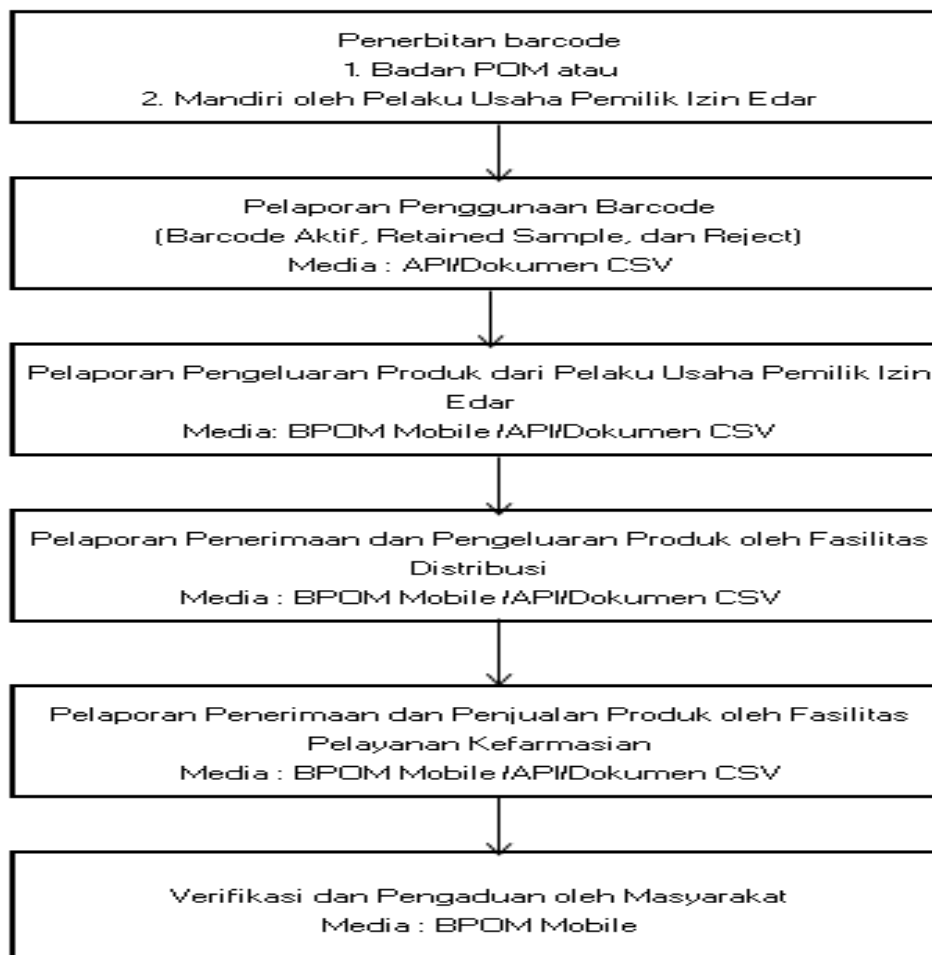 Penerbitan barcode
1. Badan POM atau
2. Mandiri oleh Pelaku Usaha Pemilik Izin Edar
Pelaporan Penggunaan Barcode
(Barcode Aktif, Retained Sample, dan Reject)
Media : API/Dokumen CSV
Pelaporan Pengeluaran Produk dari Pelaku Usaha Pemilik Izin
Edar
Media: BPOM Mobile /API/Dokumen CSV
Pelaporan Penerimaan dan Pengeluaran Produk oleh Fasilitas
Distribusi
Media : BPOM Mobile /API/Dokumen CSV
Pelaporan Penerimaan dan Penjualan Produk oleh Fasilitas
Pelayanan Kefarmasian
Media : BPOM Mobile /API/Dokumen CSV
Verifikasi dan Pengaduan oleh Masyarakat
Media : BPOM Mobile